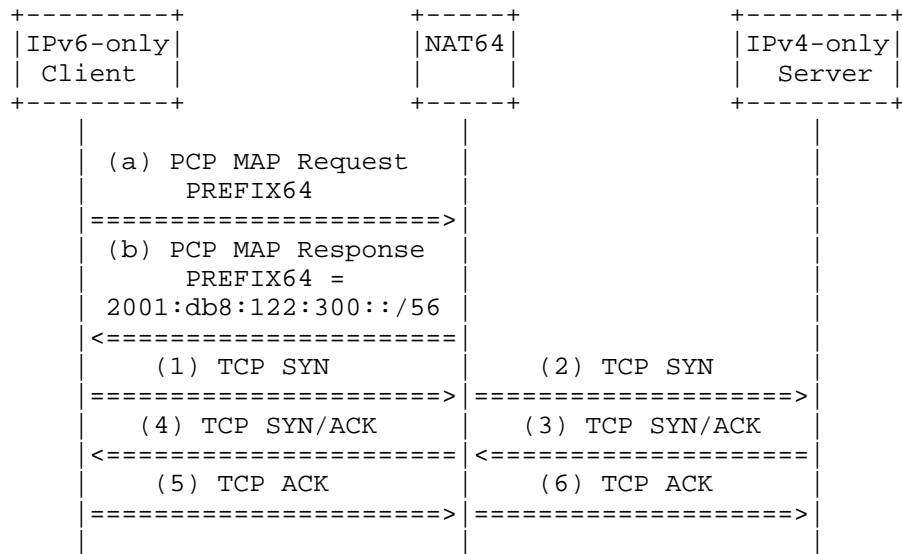 +---------+ +-----+ +---------+
|IPv6-only| |NAT64| |IPv4-only|
| Client | | | | Server |
+---------+ +-----+ +---------+
| | |
| (a) PCP MAP Request | |
| PREFIX64 | |
|======================>| |
| (b) PCP MAP Response | |
| PREFIX64 = | |
| 2001:db8:122:300::/56 | |
|<======================| |
| (1) TCP SYN | (2) TCP SYN |
|======================>|====================>|
| (4) TCP SYN/ACK | (3) TCP SYN/ACK |
|<======================|<====================|
| (5) TCP ACK | (6) TCP ACK |
|======================>|====================>|
| | |